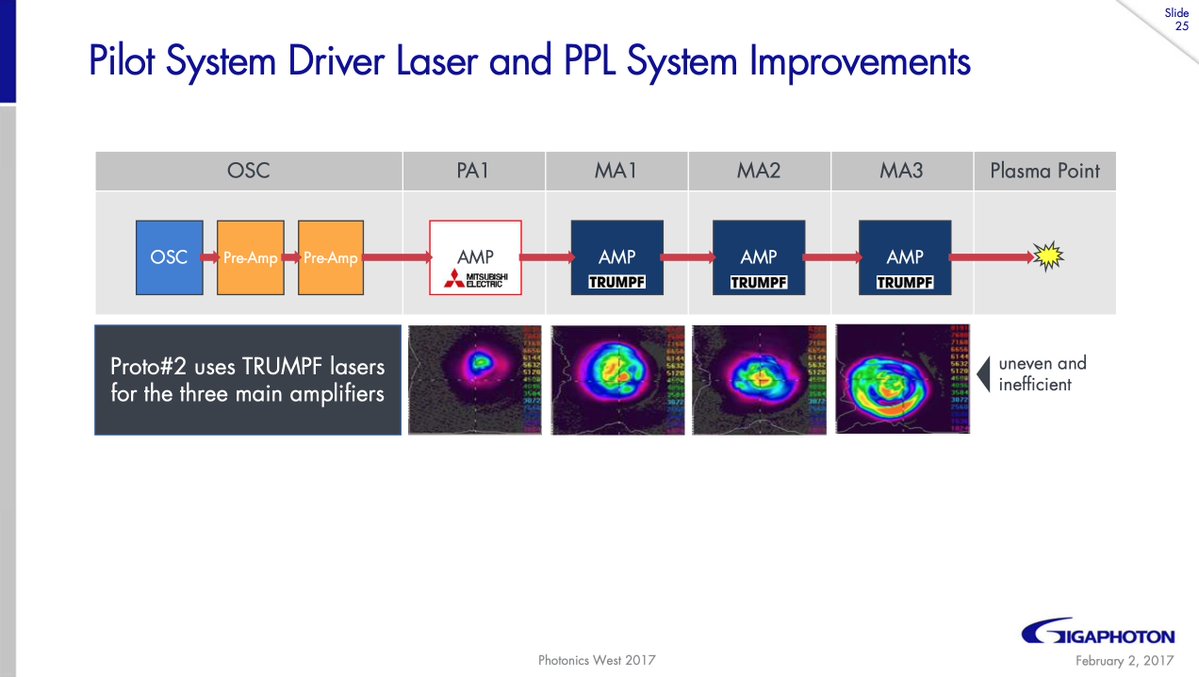 Slide
25
Pilot System Driver Laser and PPL System Improvements
OSC PA1 MA1 MA2 MA3 Plasma Point
OSC Pre-Amp Pre-Amp AMP AMP AMP AMP
MITSUBISHI
ELECTRIC
TRUMPF TRUMPF TRUMPF
Proto#2 uses TRUMPF lasers
for the three main amplifiers
uneven and
inefficient
GIGAPHOTON
Photonics West 2017
February 2, 2017